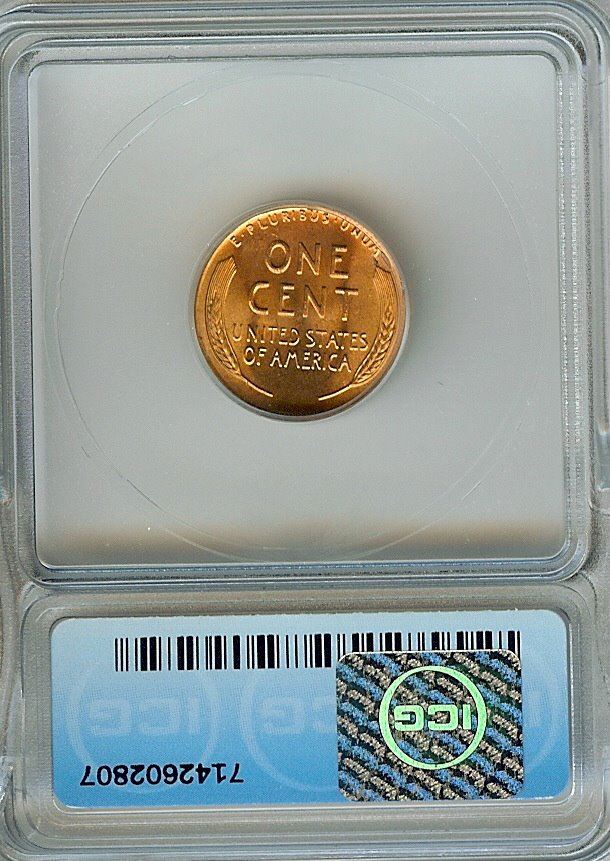 E·PLURIBUS·UNUM
ONE
CENT
UNITED STATES
OF AMERICA
ICG
ICG
ICG
7142602807